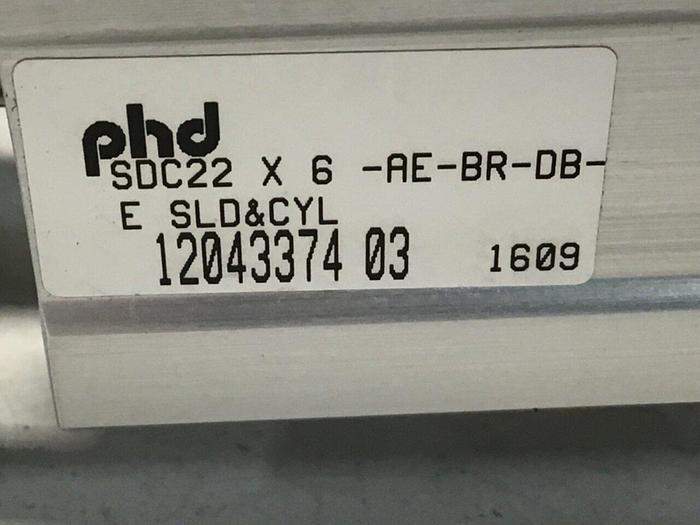 phd
SDC22 X 6 -AE-BR-DB-
E SLD&CYL
12043374 03 1609